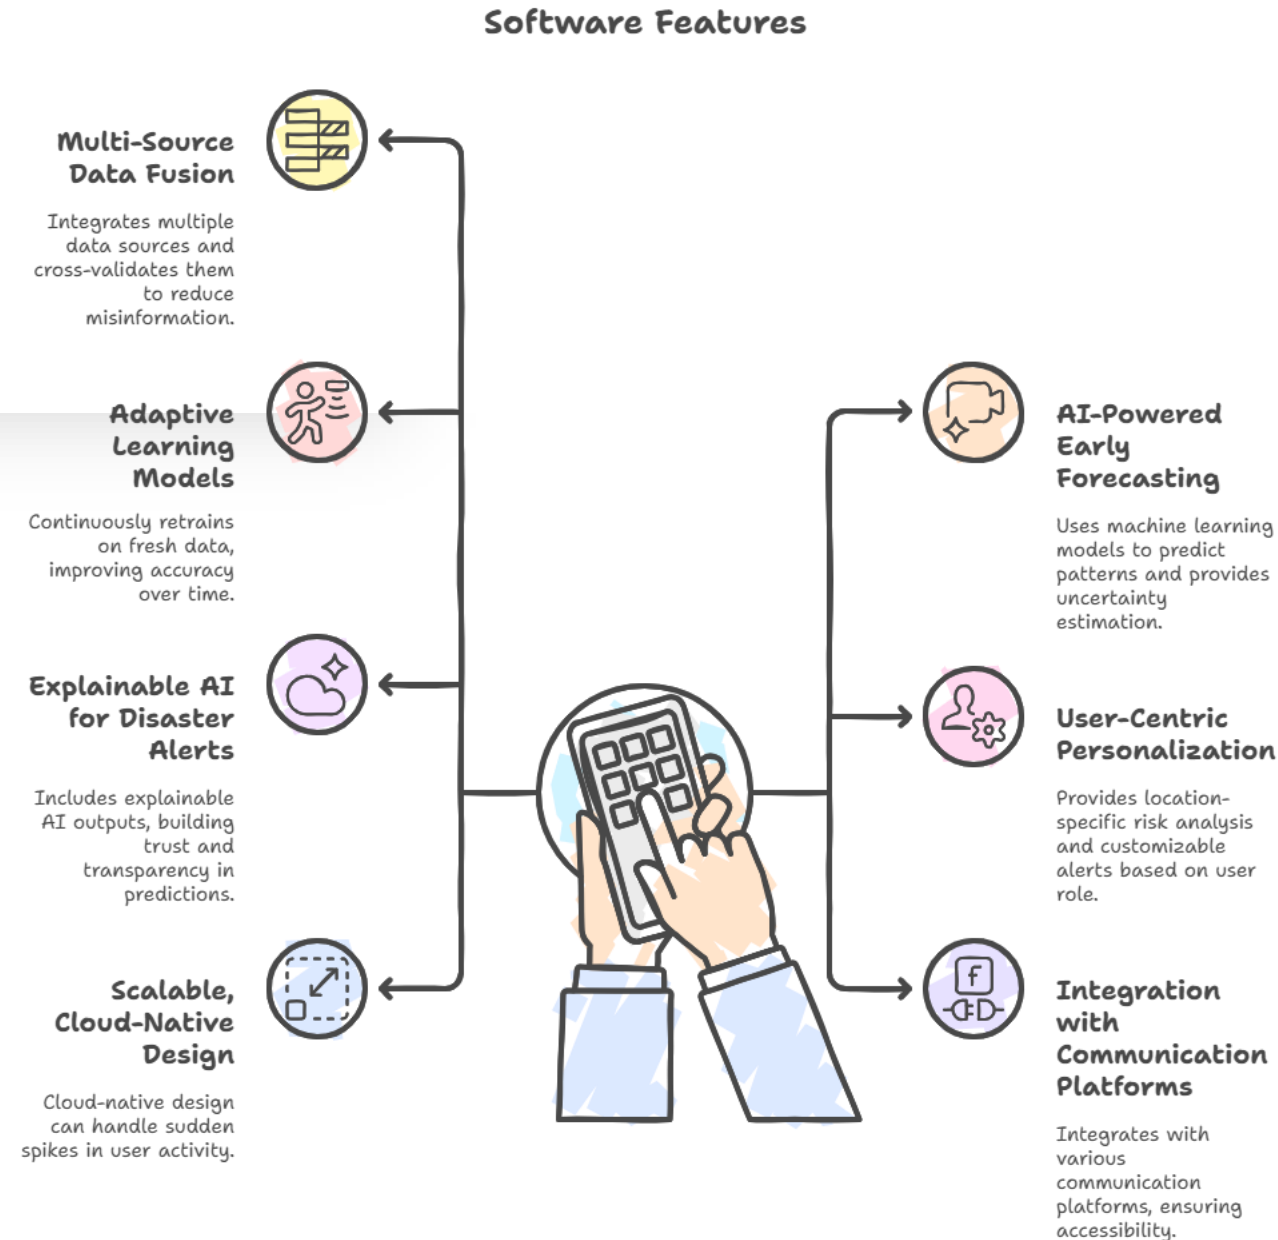 Software Features
Multi-Source
Data Fusion
Integrates multiple
data sources and
cross-validates them
to reduce
misinformation.
Adaptive
Learning
Models
Continuously retrains
on fresh data,
improving accuracy
over time.
Explainable AI
for Disaster
Alerts
Includes explainable
AI outputs, building
trust and
transparency in
predictions.
Scalable,
Cloud-Native
Design
Cloud-native design
can handle sudden
spikes in user activity.
AI-Powered
Early
Forecasting
Uses machine learning
models to predict
patterns and provides
uncertainty
estimation.
User-Centric
Personalization
Provides location-
specific risk analysis
and customizable
alerts based on user
role.
f
Integration
with
Communication
Platforms
Integrates with
various
communication
platforms, ensuring
accessibility.